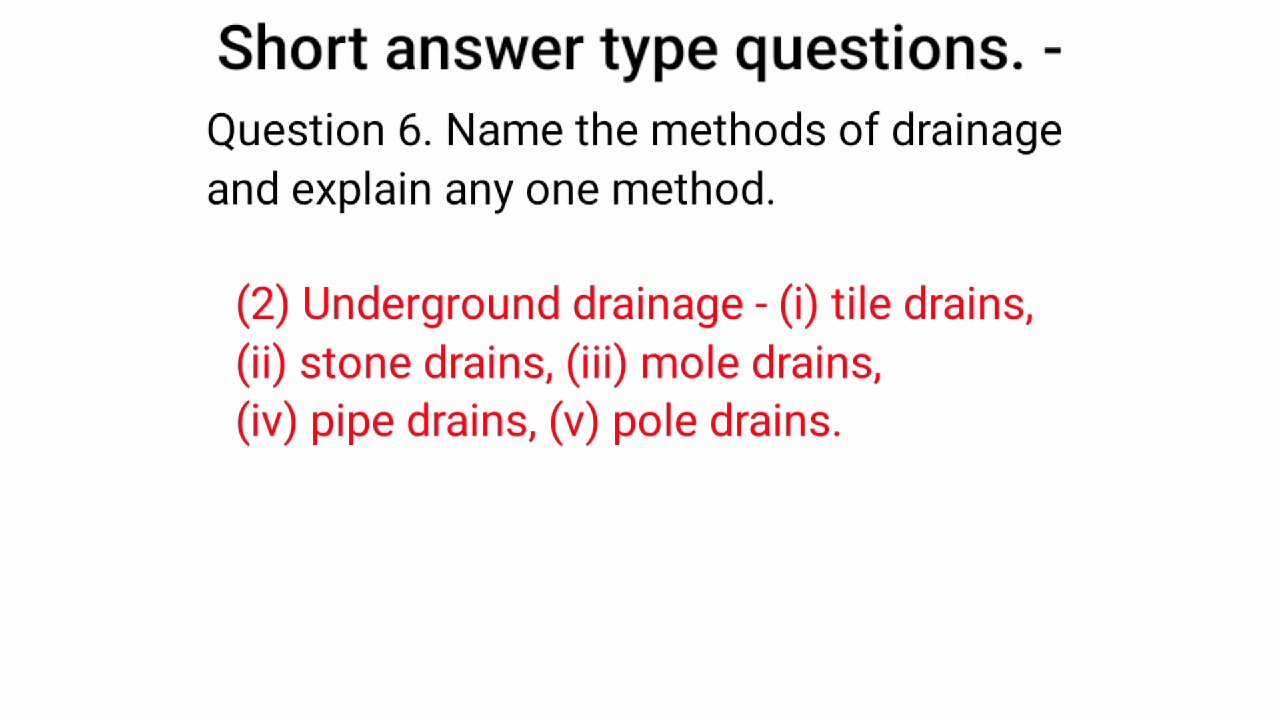 Short answer type questions. -
Question 6. Name the methods of drainage
and explain any one method.
(2) Underground drainage - (i) tile drains,
(ii) stone drains, (iii) mole drains,
(iv) pipe drains, (v) pole drains.